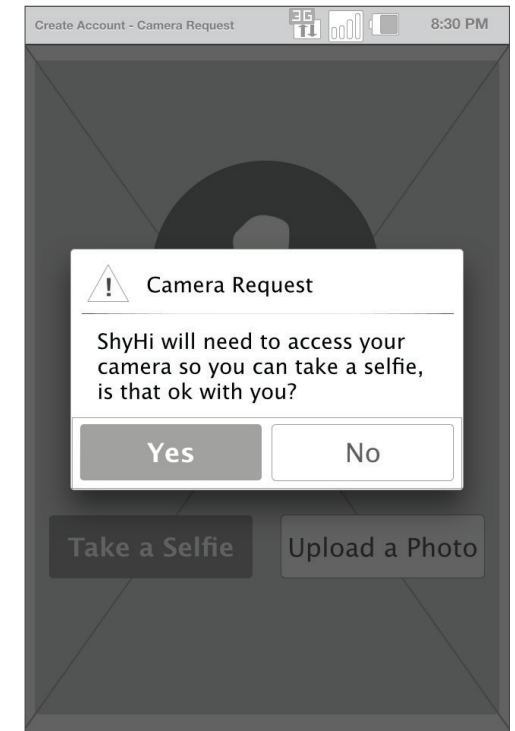 Create Account - Camera Request 3G 8:30 PM
! Camera Request
ShyHi will need to access your
camera so you can take a selfie,
is that ok with you?
Yes No
Take a Selfie Upload a Photo